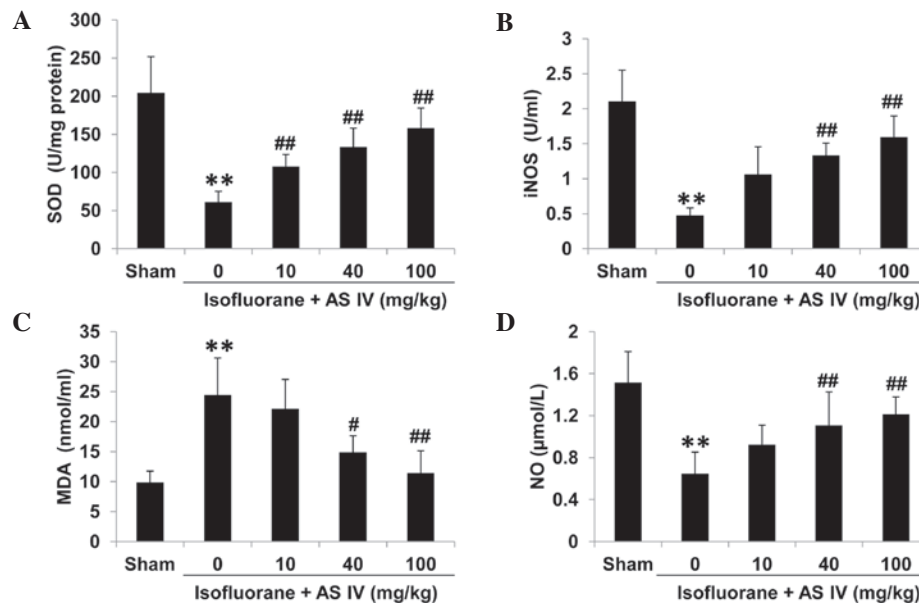 A
300
250
200
150
100
50
0
SOD (U/mg protein)
**
##
##
##
Sham 0 10 40 100
Isofluorane + AS IV (mg/kg)
B
3
2.5
2
1.5
1
0.5
0
iNOS (U/ml)
**
##
##
Sham 0 10 40 100
Isofluorane + AS IV (mg/kg)
C
35
30
25
20
15
10
5
0
MDA (nmol/ml)
**
#
##
Sham 0 10 40 100
Isofluorane + AS IV (mg/kg)
D
2
1.6
1.2
0.8
0.4
0
NO (μmol/L)
**
##
##
Sham 0 10 40 100
Isofluorane + AS IV (mg/kg)